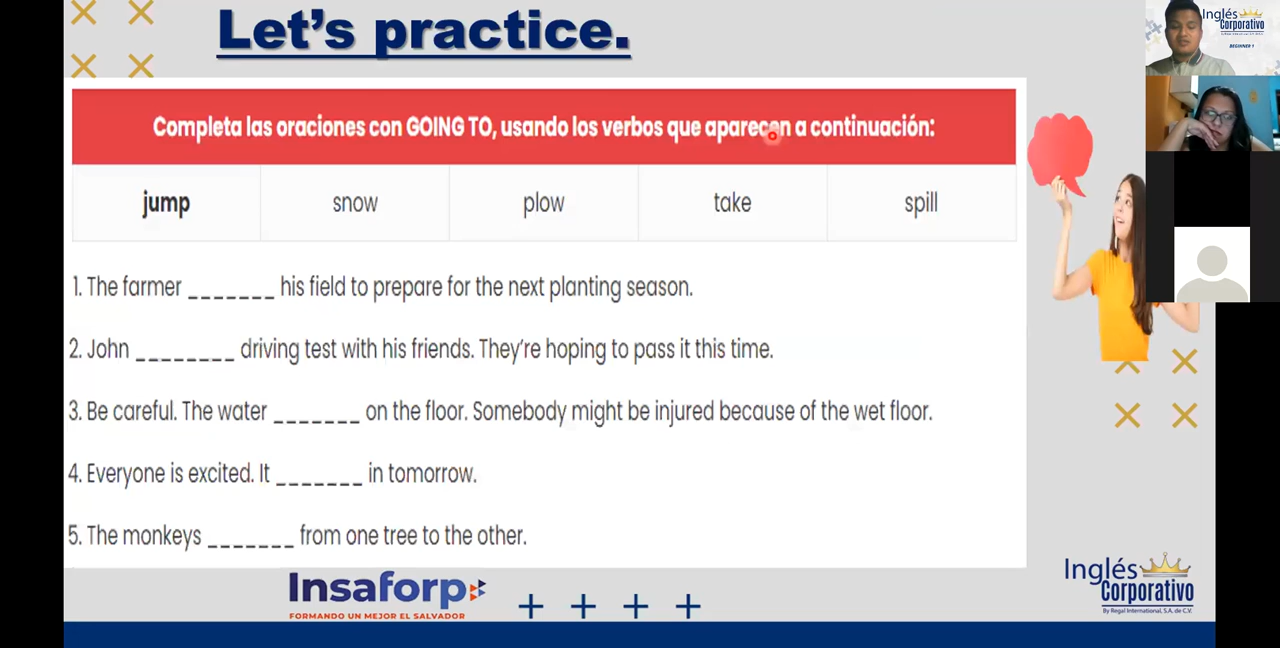 Let's practice.
Completa las oraciones con GOING TO, usando los verbos que aparecen a continuación:
jump snow plow take spill
1. The farmer _______ his field to prepare for the next planting season.
2. John ________ driving test with his friends. They're hoping to pass it this time.
3. Be careful. The water _______ on the floor. Somebody might be injured because of the wet floor.
4. Everyone is excited. It _______ in tomorrow.
5. The monkeys _______ from one tree to the other.
Insaforp
FORMANDO UN MEJOR EL SALVADOR
Inglés
Corporativo
By Regal International, S.A. de C.V.
Inglés
Corporativo
BEGINNER 1